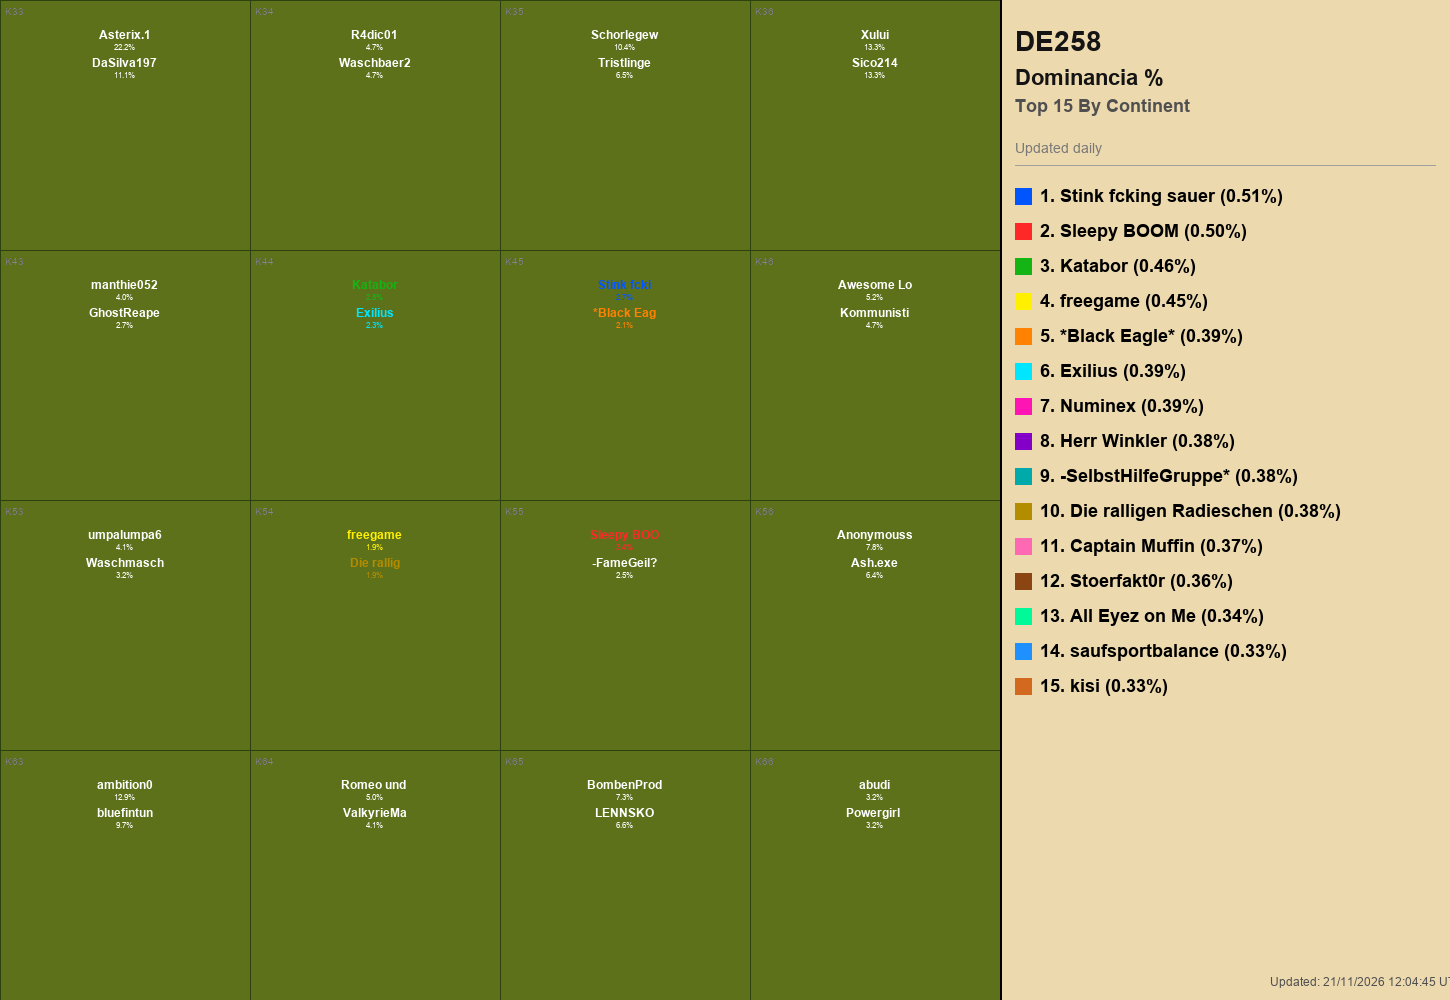 K33
Asterix.1
22.2%
DaSilva197
11.1%
K34
R4dic01
4.7%
Waschbaer2
4.7%
K35
Schorlegew
10.4%
Tristlinge
6.5%
K36
Xului
13.3%
Sico214
13.3%
K43
manthie052
4.0%
GhostReape
2.7%
K44
Katabor
Exilius
2.3%
K45
Stink fcki
2.7%
*Black Eag
2.1%
K46
Awesome Lo
5.2%
Kommunisti
4.7%
K53
umpalumpa6
4.1%
Waschmasch
3.2%
K54
freegame
1.9%
Die rallig
1.9%
K55
Sleepy BOO
-FameGeil?
2.5%
K56
Anonymouss
7.8%
Ash.exe
6.4%
K63
ambition0
12.9%
bluefintun
9.7%
K64
Romeo und
5.0%
ValkyrieMa
4.1%
K65
BombenProd
7.3%
LENNSKO
6.6%
K66
abudi
3.2%
Powergirl
3.2%
DE258
Dominancia %
Top 15 By Continent
Updated daily
1. Stink fcking sauer (0.51%)
2. Sleepy BOOM (0.50%)
3. Katabor (0.46%)
4. freegame (0.45%)
5. *Black Eagle* (0.39%)
6. Exilius (0.39%)
7. Numinex (0.39%)
8. Herr Winkler (0.38%)
9. -SelbstHilfeGruppe* (0.38%)
10. Die ralligen Radieschen (0.38%)
11. Captain Muffin (0.37%)
12. Stoerfakt0r (0.36%)
13. All Eyez on Me (0.34%)
14. saufsportbalance (0.33%)
15. kisi (0.33%)
Updated: 21/11/2026 12:04:45